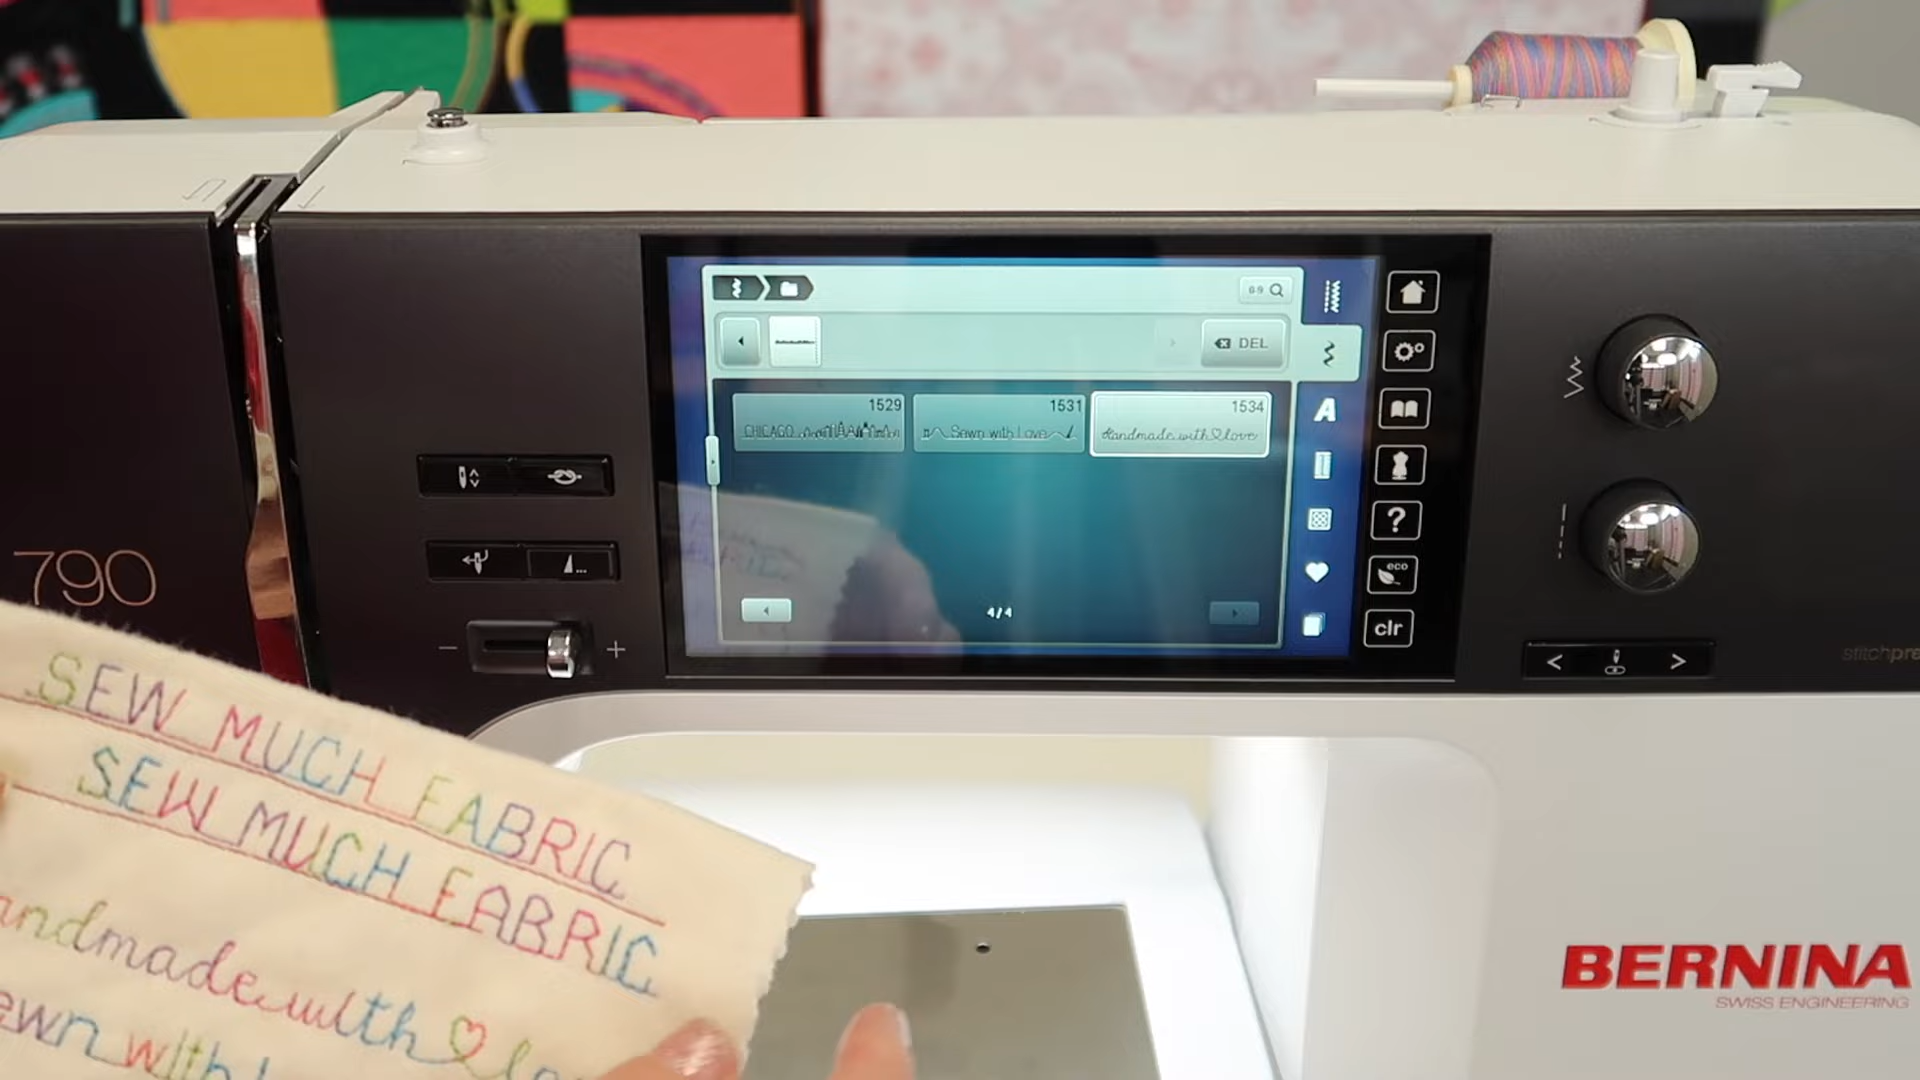 DEL
1529
CHICAGO
1531
Sewn with Love
1534
Handmade with love
4/4
eco
clr
790
BERNINA
SWISS ENGINEERING
SEW MUCH FABRIC
SEW MUCH FABRIC
andmade with
ewn with